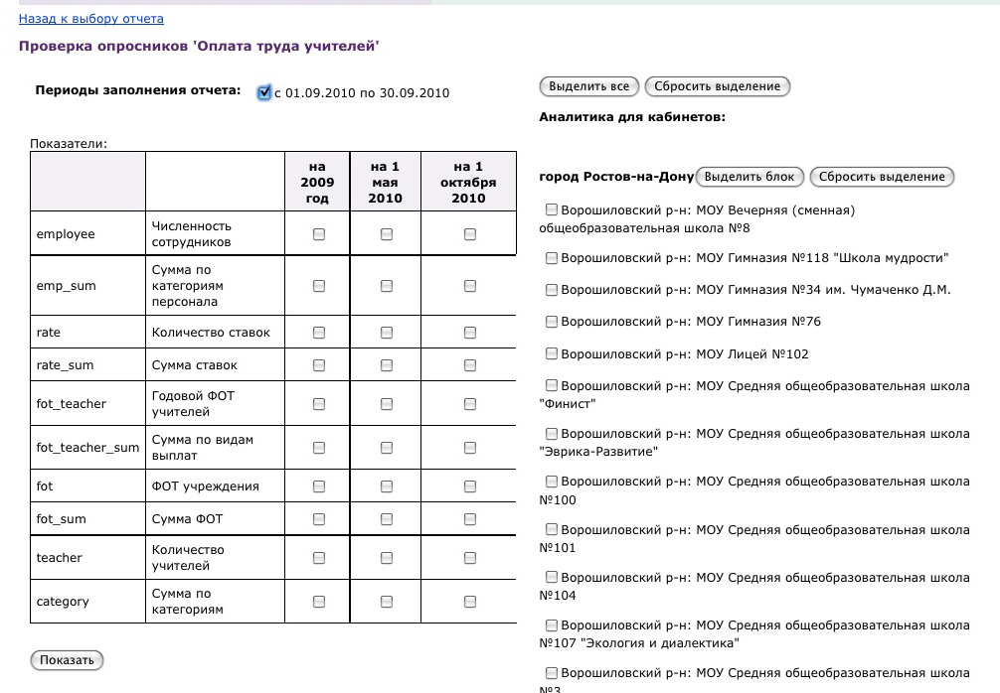 Назад к выбору отчета
Проверка опросников 'Оплата труда учителей'
Периоды заполнения отчета:
с 01.09.2010 по 30.09.2010
Показатели:
на 2009 год
на 1 мая 2010
на 1 октября 2010
employee
Численность
сотрудников
emp_sum
Сумма по
категориям
персонала
rate
Количество ставок
rate_sum
Сумма ставок
fot_teacher
Годовой ФОТ
учителей
fot_teacher_sum
Сумма по видам
выплат
fot
ФОТ учреждения
fot_sum
Сумма ФОТ
teacher
Количество
учителей
category
Сумма по
категориям
Показать
Выделить все
Сбросить выделение
Аналитика для кабинетов:
город Ростов-на-Дону
Выделить блок
Сбросить выделение
Ворошиловский р-н: МОУ Вечерняя (сменная)
общеобразовательная школа №8
Ворошиловский р-н: МОУ Гимназия №118 "Школа мудрости"
Ворошиловский р-н: МОУ Гимназия №34 им. Чумаченко Д.М.
Ворошиловский р-н: МОУ Гимназия №76
Ворошиловский р-н: МОУ Лицей №102
Ворошиловский р-н: МОУ Средняя общеобразовательная школа
"Финист"
Ворошиловский р-н: МОУ Средняя общеобразовательная школа
"Эврика-Развитие"
Ворошиловский р-н: МОУ Средняя общеобразовательная школа
№100
Ворошиловский р-н: МОУ Средняя общеобразовательная школа
№101
Ворошиловский р-н: МОУ Средняя общеобразовательная школа
№104
Ворошиловский р-н: МОУ Средняя общеобразовательная школа
№107 "Экология и диалектика"
Ворошиловский р-н: МОУ Средняя общеобразовательная школа
№3